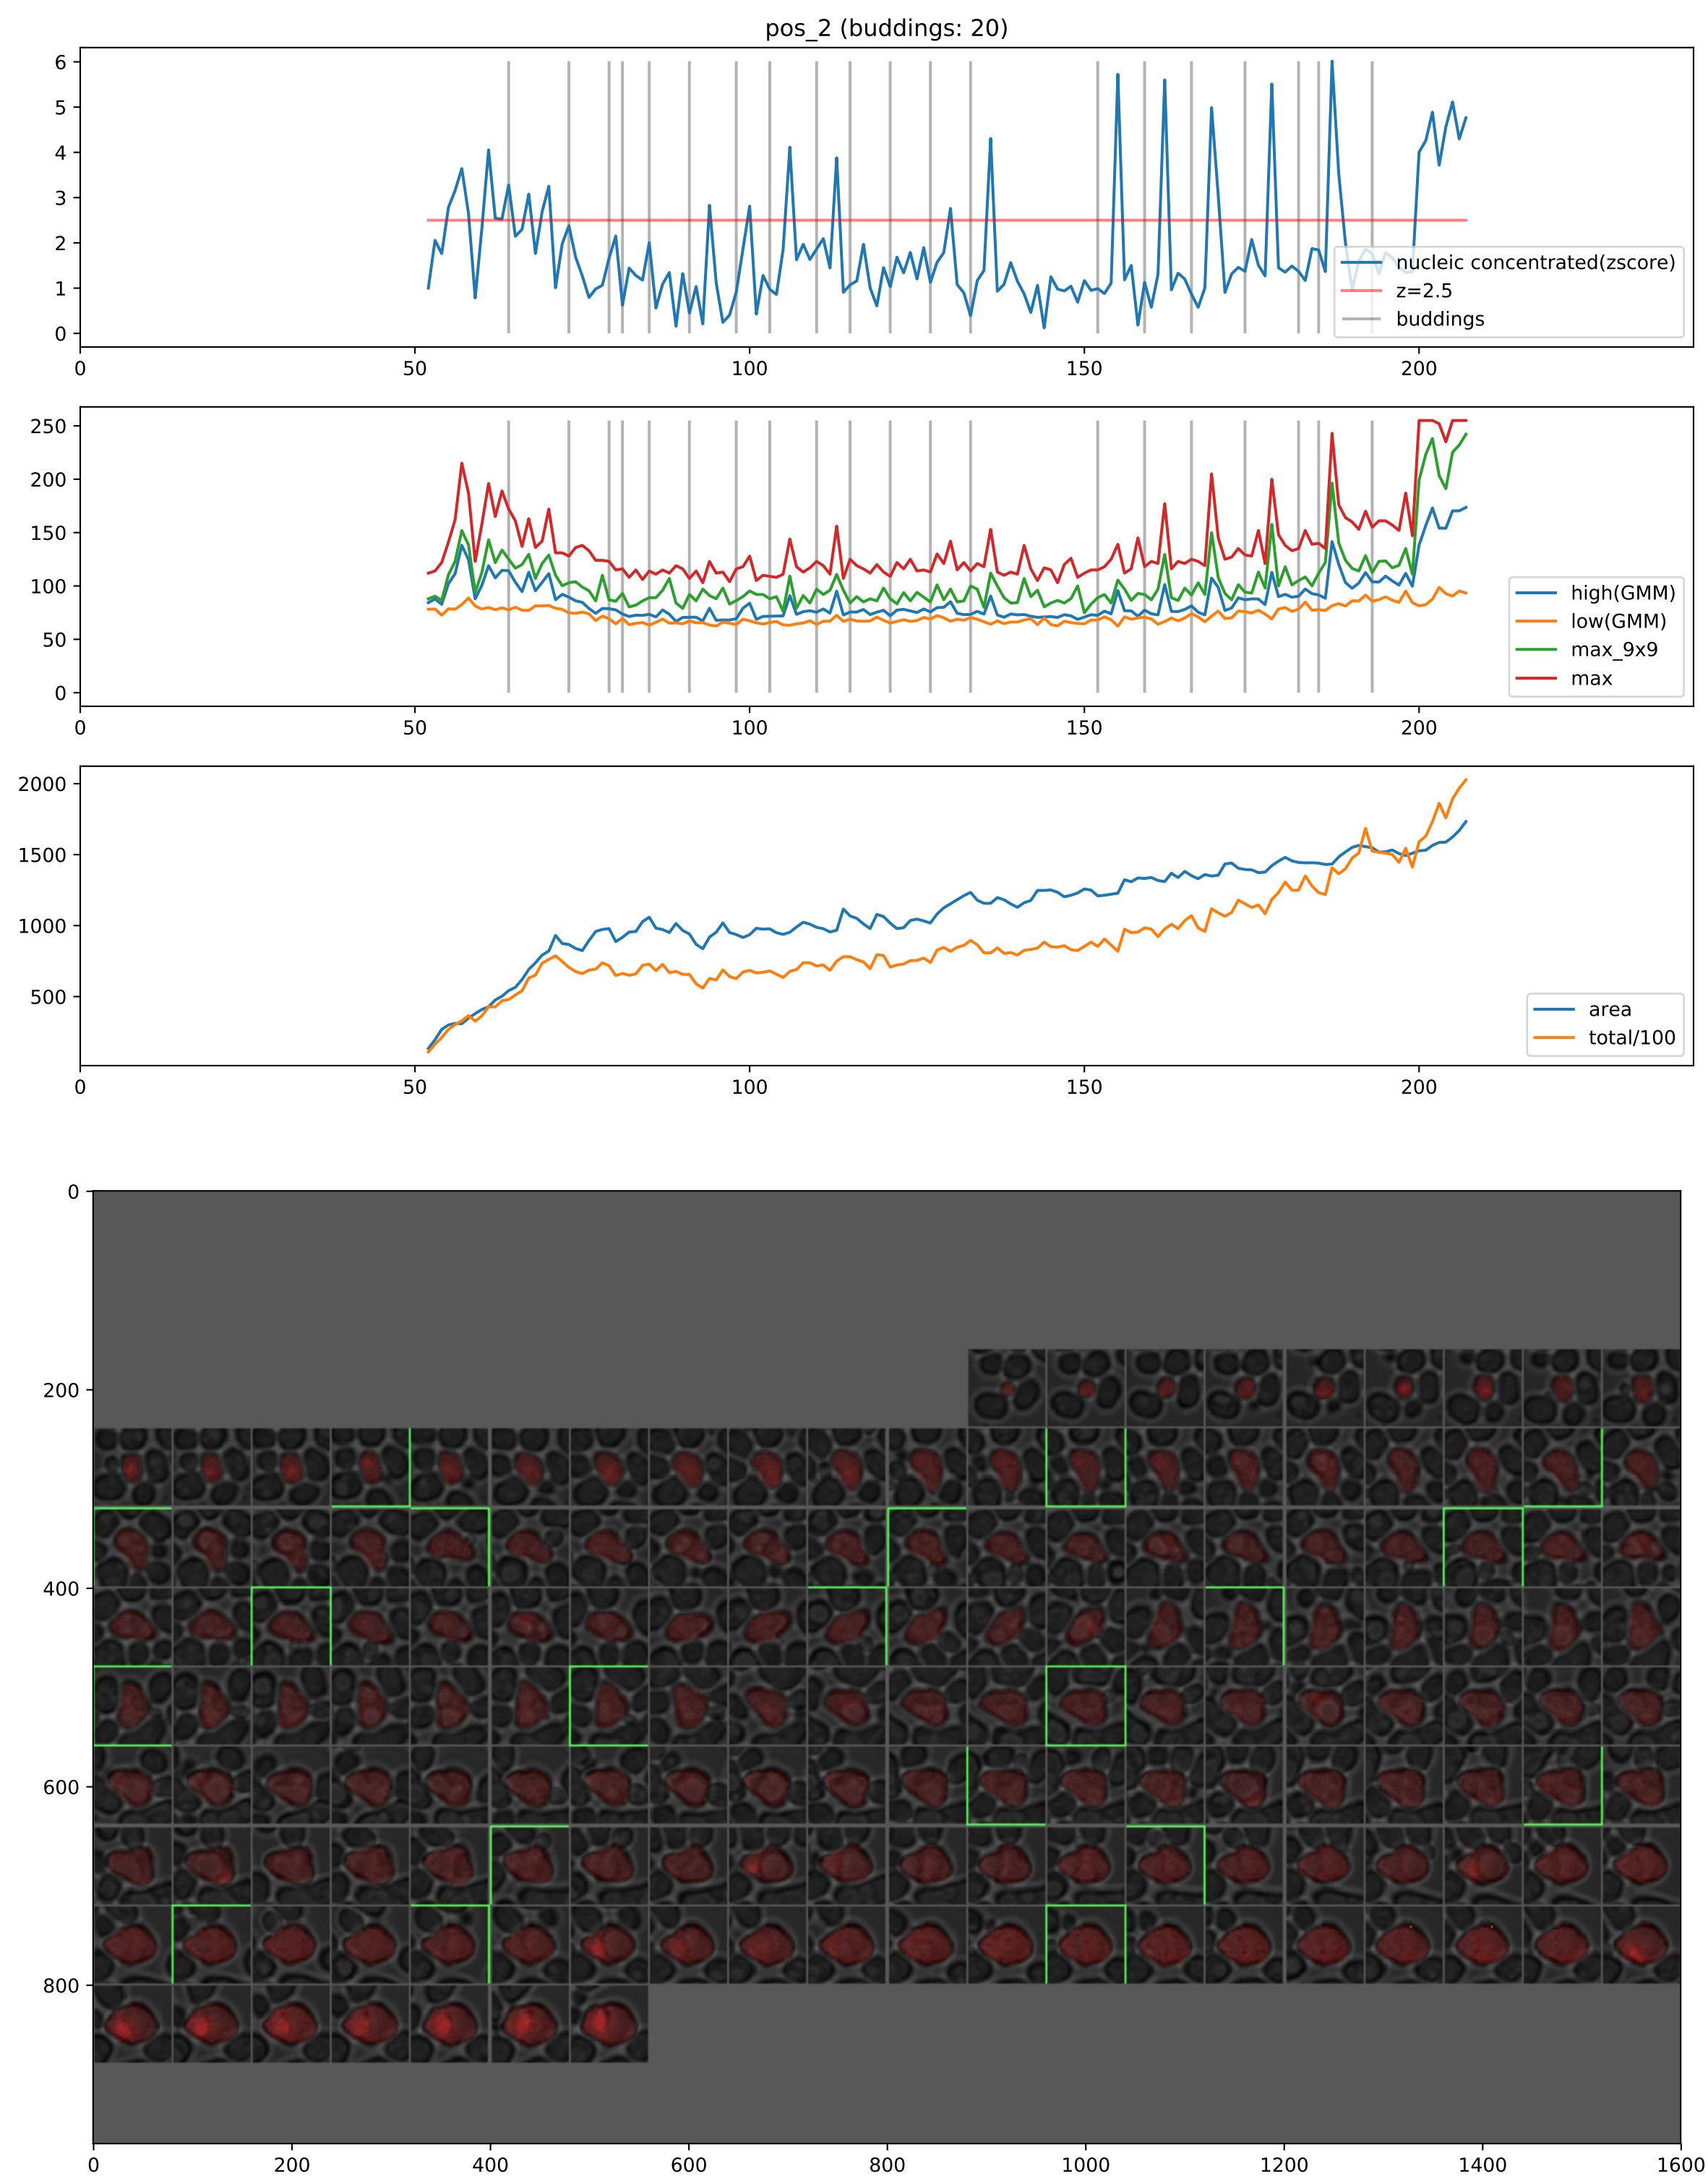 pos_2 (buddings: 20)
6
5
4
3
2
1
0
nucleic concentrated(zscore)
z=2.5
buddings
0 50 100 150 200
250
200
150
100
50
0
high(GMM)
low(GMM)
max_9x9
max
0 50 100 150 200
2000
1500
1000
500
area
total/100
0 50 100 150 200
0
200
400
600
800
0 200 400 600 800 1000 1200 1400 1600